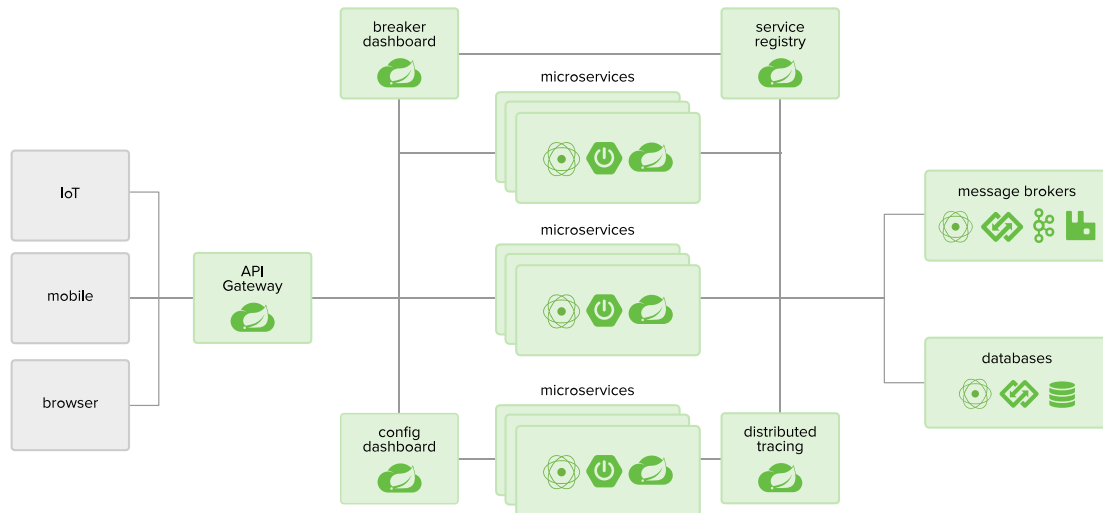 breaker
dashboard
service
registry
microservices
IoT
mobile
browser
API
Gateway
microservices
message brokers
databases
microservices
config
dashboard
distributed
tracing